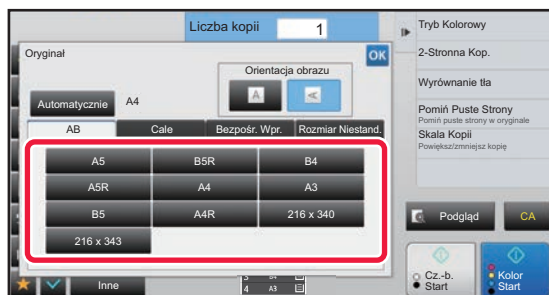 Liczba kopii 1
Oryginał
OK
Orientacja obrazu
A A
Automatycznie A4
AB Cale Bezpośr. Wpr. Rozmiar Niestand.
A5 B5R B4
A5R A4 A3
B5 A4R 216 x 340
216 x 343
Inne
4 A3
Tryb Kolorowy
2-Stronna Kop.
Wyrównanie tła
Pomiń Puste Strony
Pomiń puste strony w oryginale
Skala Kopii
Powiększ/zmniejsz kopię
Podgląd CA
Cz.-b.
Start
Kolor
Start